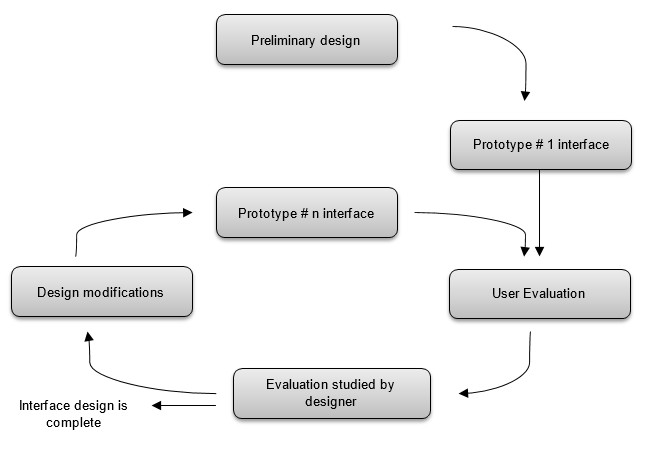 Preliminary design
Prototype # 1 interface
Prototype # n interface
Design modifications
User Evaluation
Evaluation studied by
designer
Interface design is
complete